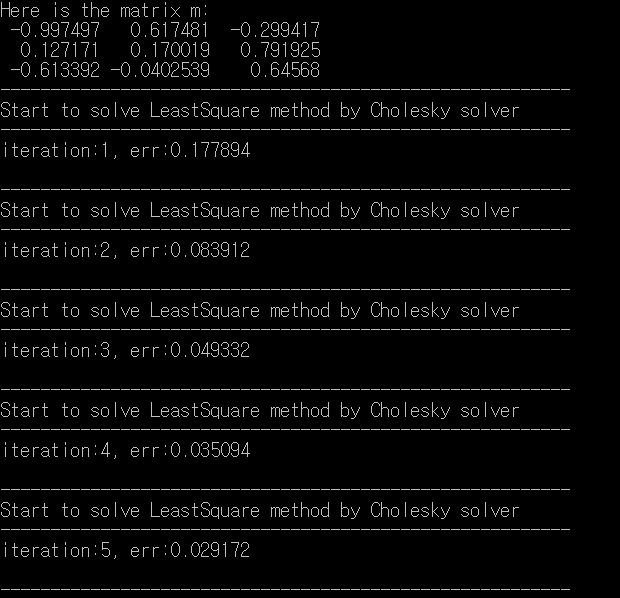 Here is the matrix m:
-0.997497 0.617481 -0.299417
0.127171 0.170019 0.791925
-0.613392 -0.0402539 0.64568
---------------------------------------------------------
Start to solve LeastSquare method by Cholesky solver
---------------------------------------------------------
iteration:1, err:0.177894
---------------------------------------------------------
Start to solve LeastSquare method by Cholesky solver
---------------------------------------------------------
iteration:2, err:0.083912
---------------------------------------------------------
Start to solve LeastSquare method by Cholesky solver
---------------------------------------------------------
iteration:3, err:0.049332
---------------------------------------------------------
Start to solve LeastSquare method by Cholesky solver
---------------------------------------------------------
iteration:4, err:0.035094
---------------------------------------------------------
Start to solve LeastSquare method by Cholesky solver
---------------------------------------------------------
iteration:5, err:0.029172
---------------------------------------------------------